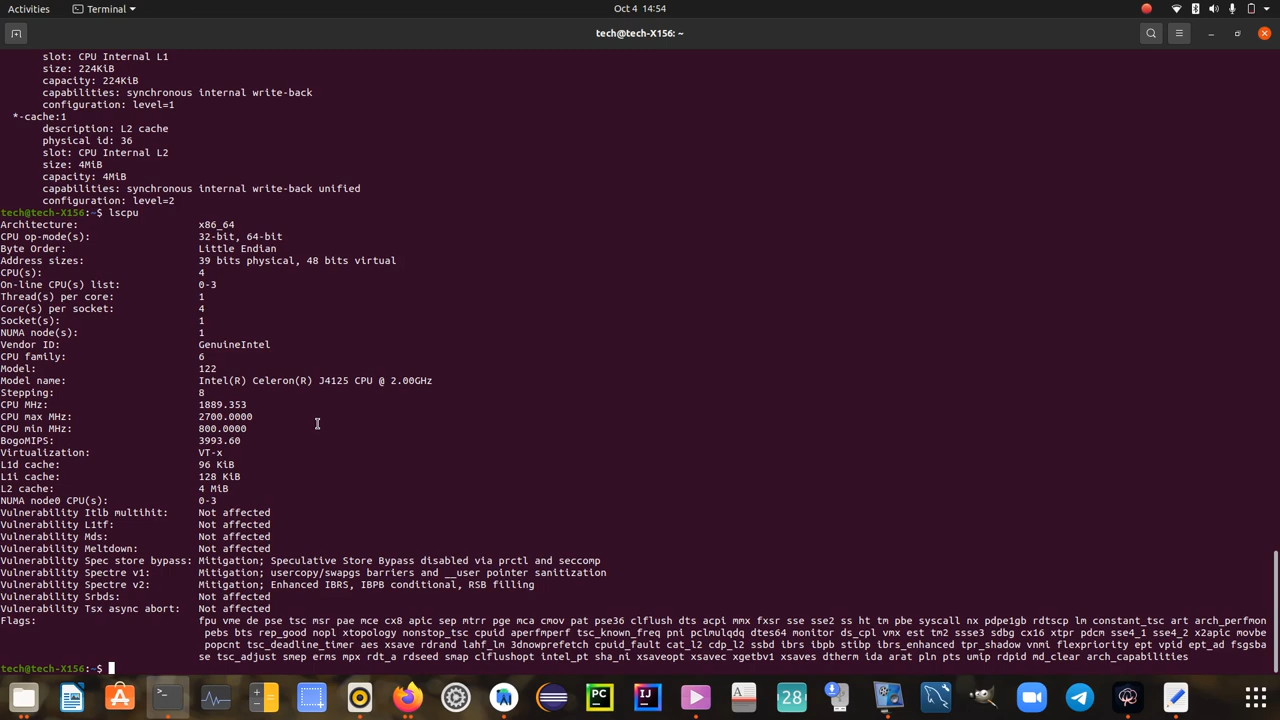 Activities
Terminal
Oct 4 14:54
tech@tech-X156: ~
slot: CPU Internal L1
size: 224KiB
capacity: 224KiB
capabilities: synchronous internal write-back
configuration: level=1
*-cache:1
description: L2 cache
physical id: 36
slot: CPU Internal L2
size: 4MiB
capacity: 4MiB
capabilities: synchronous internal write-back unified
configuration: level=2
tech@tech-X156:~$ lscpu
Architecture: x86_64
CPU op-mode(s): 32-bit, 64-bit
Byte Order: Little Endian
Address sizes: 39 bits physical, 48 bits virtual
CPU(s): 4
On-line CPU(s) list: 0-3
Thread(s) per core: 1
Core(s) per socket: 4
Socket(s): 1
NUMA node(s): 1
Vendor ID: GenuineIntel
CPU family: 6
Model: 122
Model name: Intel(R) Celeron(R) J4125 CPU @ 2.00GHz
Stepping: 8
CPU MHz: 1889.353
CPU max MHz: 2700.0000
CPU min MHz: 800.0000
BogoMIPS: 3993.60
Virtualization: VT-x
L1d cache: 96 KiB
L1i cache: 128 KiB
L2 cache: 4 MiB
NUMA node0 CPU(s): 0-3
Vulnerability Itlb multihit: Not affected
Vulnerability L1tf: Not affected
Vulnerability Mds: Not affected
Vulnerability Meltdown: Not affected
Vulnerability Spec store bypass: Mitigation; Speculative Store Bypass disabled via prctl and seccomp
Vulnerability Spectre v1: Mitigation; usercopy/swapgs barriers and __user pointer sanitization
Vulnerability Spectre v2: Mitigation; Enhanced IBRS, IBPB conditional, RSB filling
Vulnerability Srbds: Not affected
Vulnerability Tsx async abort: Not affected
Flags: fpu vme de pse tsc msr pae mce cx8 apic sep mtrr pge mca cmov pat pse36 clflush dts acpi mmx fxsr sse sse2 ss ht tm pbe syscall nx pdpe1gb rdtscp lm constant_tsc art arch_perfmon
pebs bts rep_good nopl xtopology nonstop_tsc cpuid aperfmperf tsc_known_freq pni pclmulqdq dtes64 monitor ds_cpl vmx est tm2 ssse3 sdbg cx16 xtpr pdcm sse4_1 sse4_2 x2apic movbe
popcnt tsc_deadline_timer aes xsave rdrand lahf_lm 3dnowprefetch cpuid_fault cat_l2 cdp_l2 ssbd ibrs ibpb stibp ibrs_enhanced tpr_shadow vnmi flexpriority ept vpid ept_ad fsgsba
se tsc_adjust smep erms mpx rdt_a rdseed smap clflushopt intel_pt sha_ni xsaveopt xsavec xgetbv1 xsaves dtherm ida arat pln pts umip rdpid md_clear arch_capabilities
tech@tech-X156:~$
PC
IJ
A
28